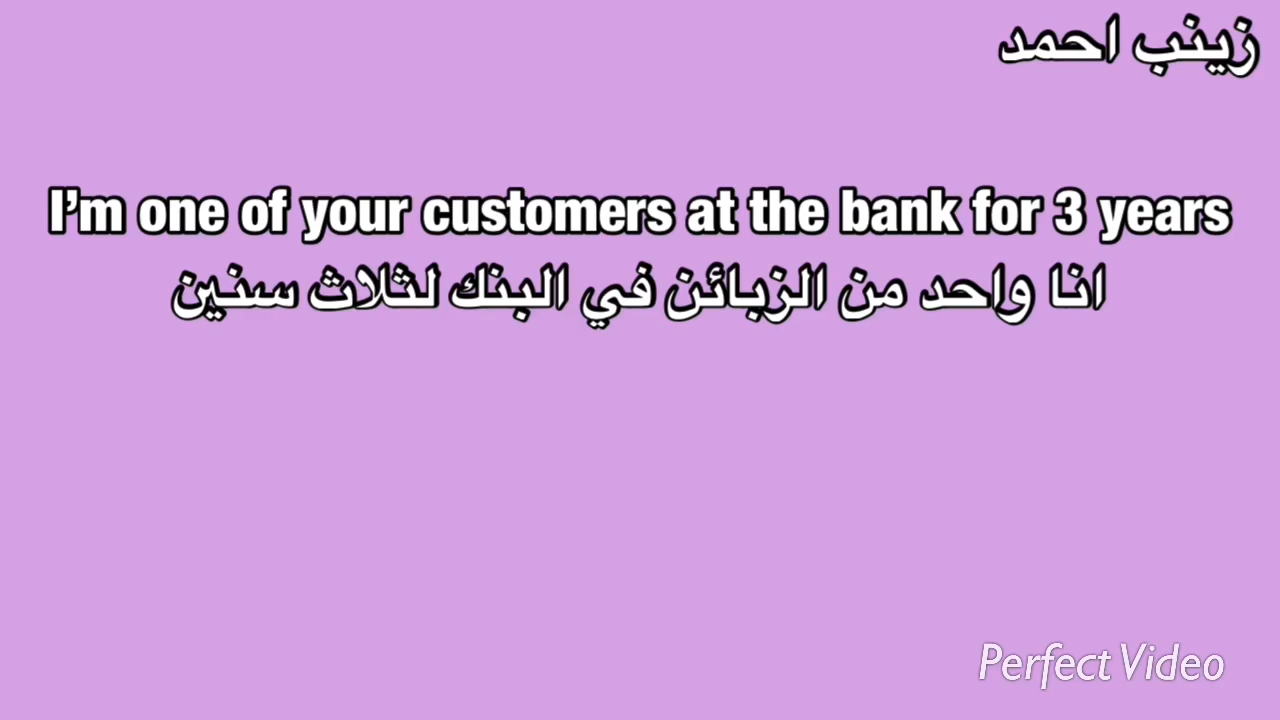 زينب احمد
I'm one of your customers at the bank for 3 years
انا واحد من الزبائن في البنك لثلاث سنين
Perfect Video